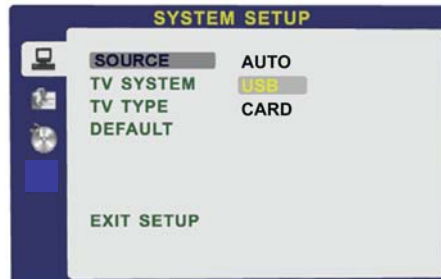 SYSTEM SETUP
SOURCE AUTO
TV SYSTEM USB
TV TYPE CARD
DEFAULT
EXIT SETUP